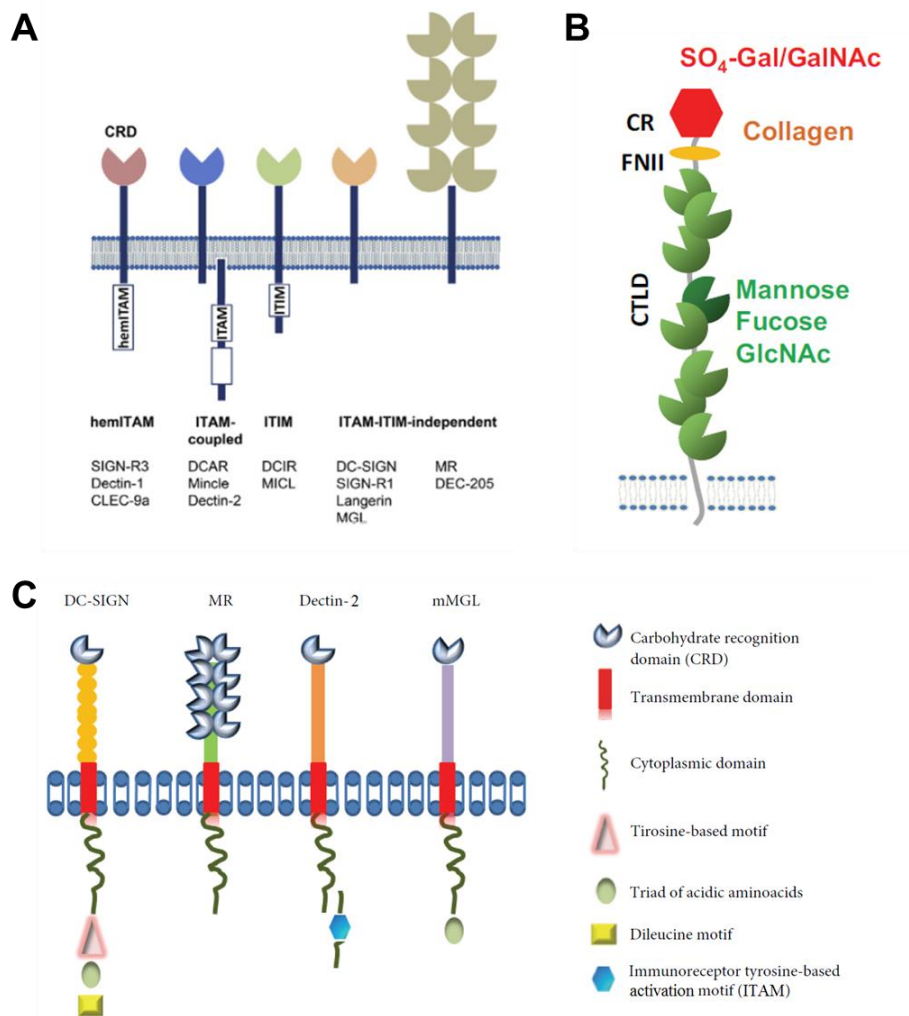 A
CRD
hemITAM
ITAM
ITIM
hemITAM
ITAM-
coupled
ITIM
ITAM-ITIM-independent
SIGN-R3
Dectin-1
CLEC-9a
DCAR
Mincle
Dectin-2
DCIR
MICL
DC-SIGN
SIGN-R1
Langerin
MGL
MR
DEC-205
B
SO₄-Gal/GalNAc
CR
Collagen
FNII
CTLD
Mannose
Fucose
GlcNAc
C
DC-SIGN
MR
Dectin-2
mMGL
Carbohydrate recognition
domain (CRD)
Transmembrane domain
Cytoplasmic domain
Tirosine-based motif
Triad of acidic aminoacids
Dileucine motif
Immunoreceptor tyrosine-based
activation motif (ITAM)